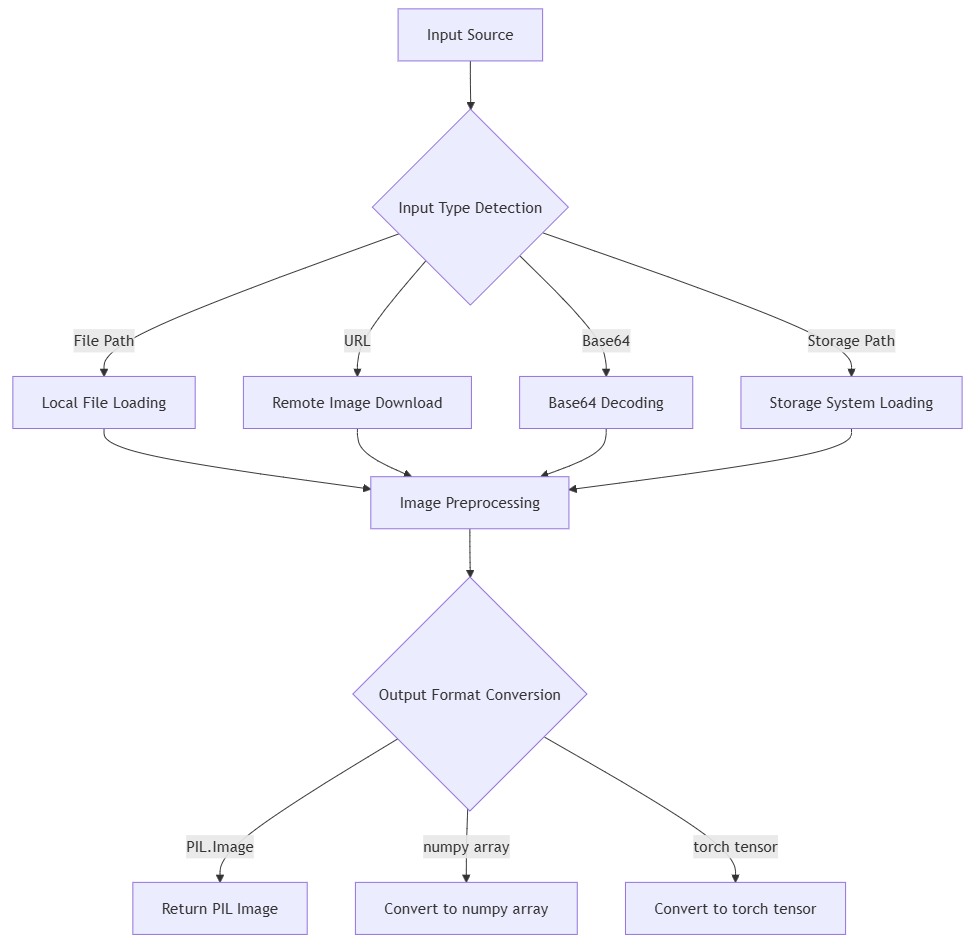 Input Source
Input Type Detection
File Path
URL
Base64
Storage Path
Local File Loading
Remote Image Download
Base64 Decoding
Storage System Loading
Image Preprocessing
Output Format Conversion
PIL.Image
numpy array
torch tensor
Return PIL Image
Convert to numpy array
Convert to torch tensor